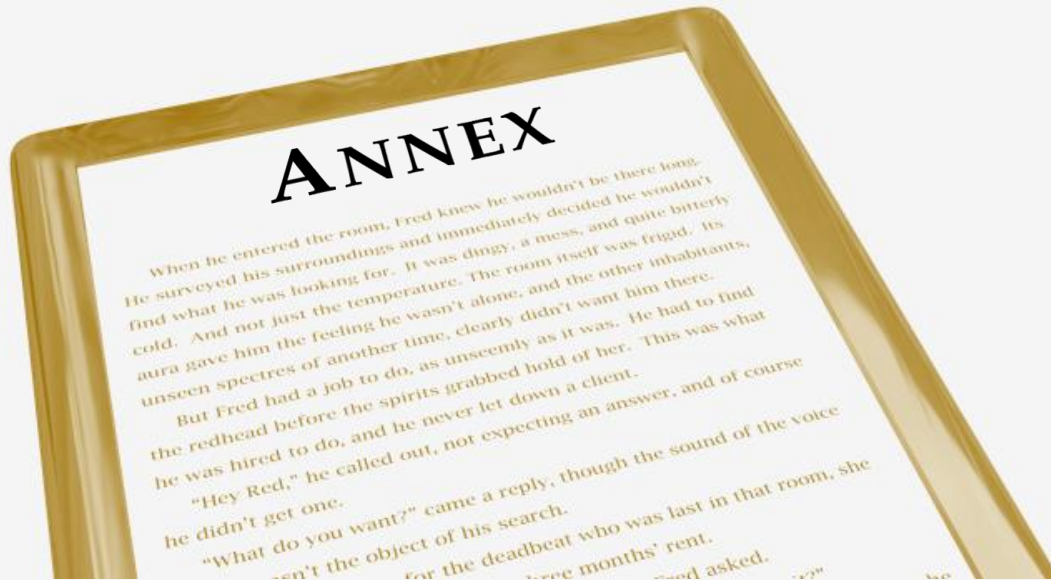 ANNEX
When he entered the room, Fred knew he wouldn't be there long.
He surveyed his surroundings and immediately decided he wouldn't
find what he was looking for. It was dingy, a mess, and quite bitterly
cold. And not just the temperature. The room itself was frigid. Its
aura gave him the feeling he wasn't alone, and the other inhabitants,
unseen spectres of another time, clearly didn't want him there.
But Fred had a job to do, as unseemly as it was. He had to find
the redhead before the spirits grabbed hold of her. This was what
he was hired to do, and he never let down a client.
"Hey Red," he called out, not expecting an answer, and of course
he didn't get one.
"What do you want?" came a reply, though the sound of the voice
the object of his search.
for the deadbeat who was last in that room, she
months' rent.
Fred asked.
he